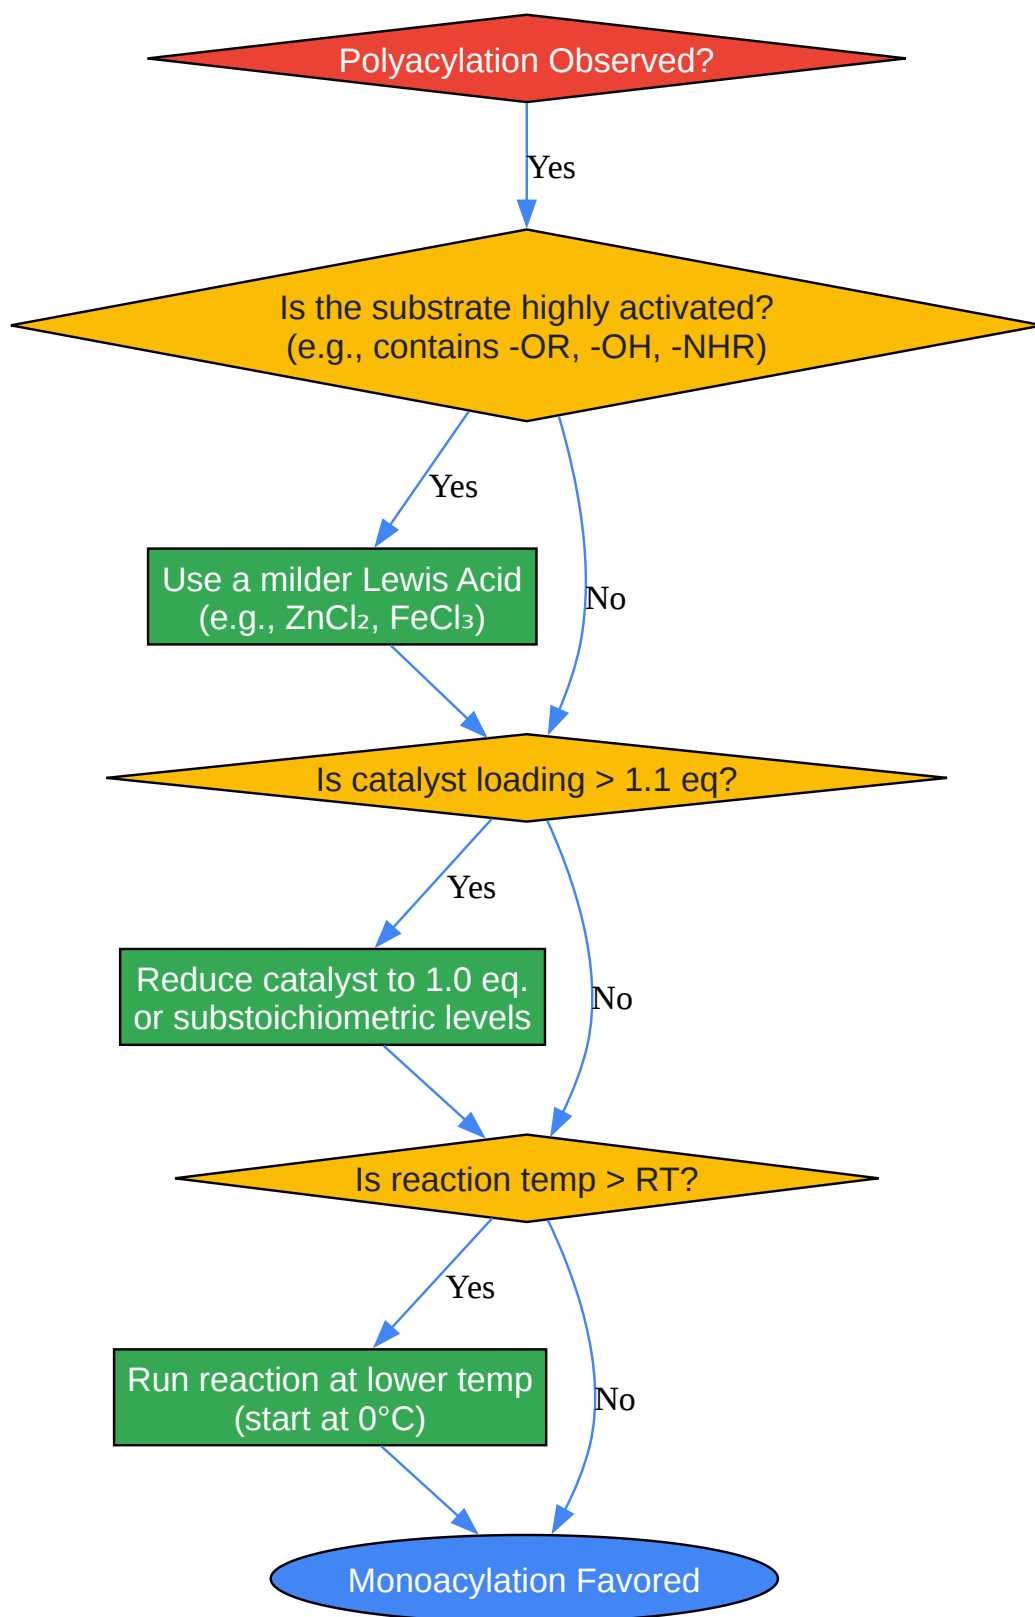 Polyacylation Observed?
Yes
Is the substrate highly activated?
(e.g., contains -OR, -OH, -NHR)
Yes
Use a milder Lewis Acid
(e.g., ZnCl₂, FeCl₃)
No
Is catalyst loading > 1.1 eq?
Yes
Reduce catalyst to 1.0 eq.
or substoichiometric levels
No
Is reaction temp > RT?
Yes
Run reaction at lower temp
(start at 0°C)
No
Monoacylation Favored